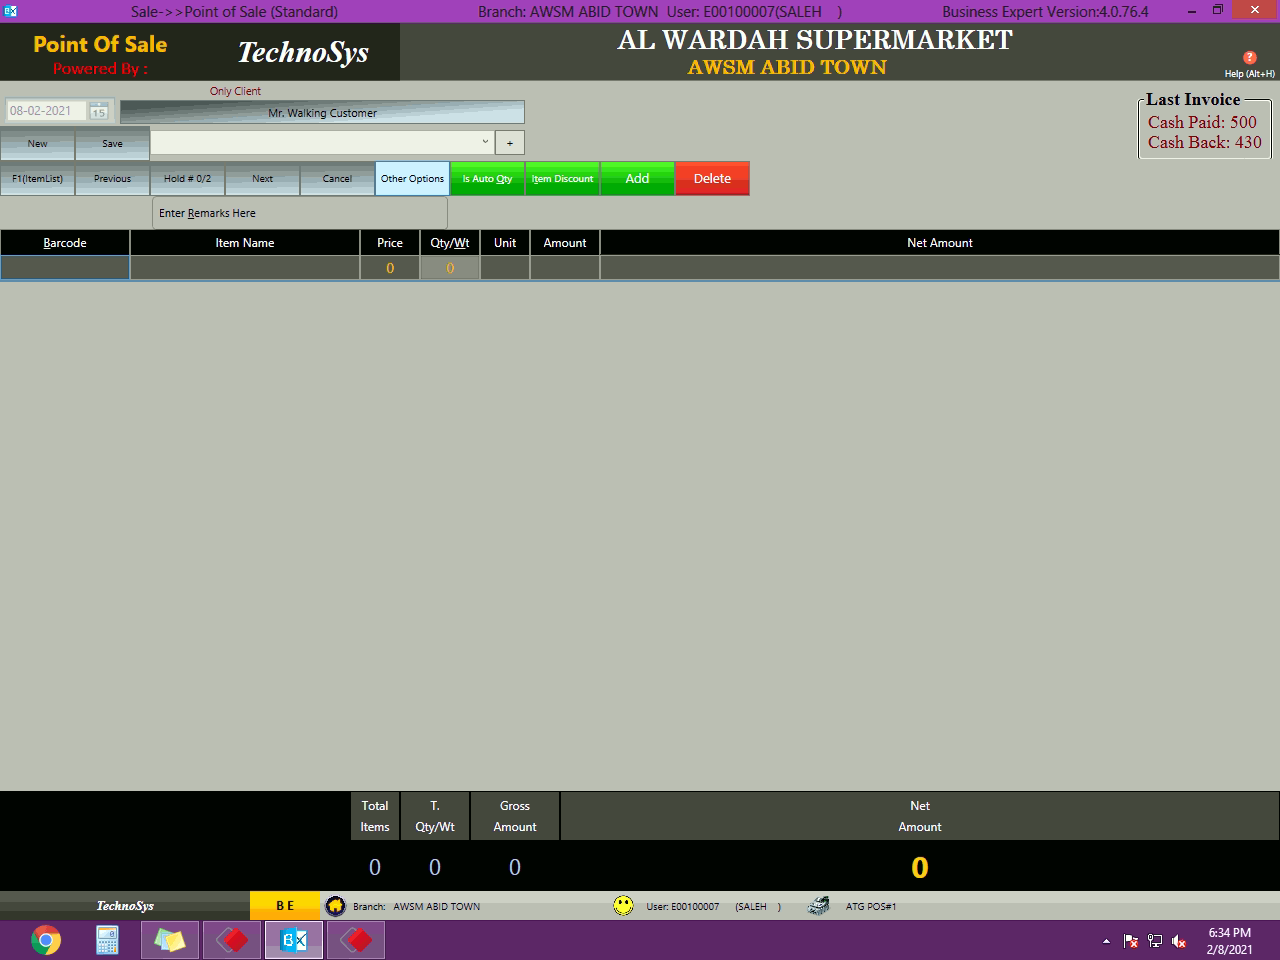 Sale->>Point of Sale (Standard) Branch: AWSM ABID TOWN User: E00100007(SALEH ) Business Expert Version:4.0.76.4
Point Of Sale
Powered By :
TechnoSys
AL WARDAH SUPERMARKET
AWSM ABID TOWN
?
Help (Alt+H)
Only Client
08-02-2021 15
Mr. Walking Customer
Last Invoice
Cash Paid: 500
Cash Back: 430
New Save +
F1(ItemList) Previous Hold # 0/2 Next Cancel Other Options Is Auto Qty Item Discount Add Delete
Enter Remarks Here
Barcode Item Name Price Qty/Wt Unit Amount Net Amount
0 0
Total Items
T. Qty/Wt
Gross Amount
Net Amount
0 0 0 0
TechnoSys B E Branch: AWSM ABID TOWN User: E00100007 (SALEH ) ATG POS#1
6:34 PM
2/8/2021